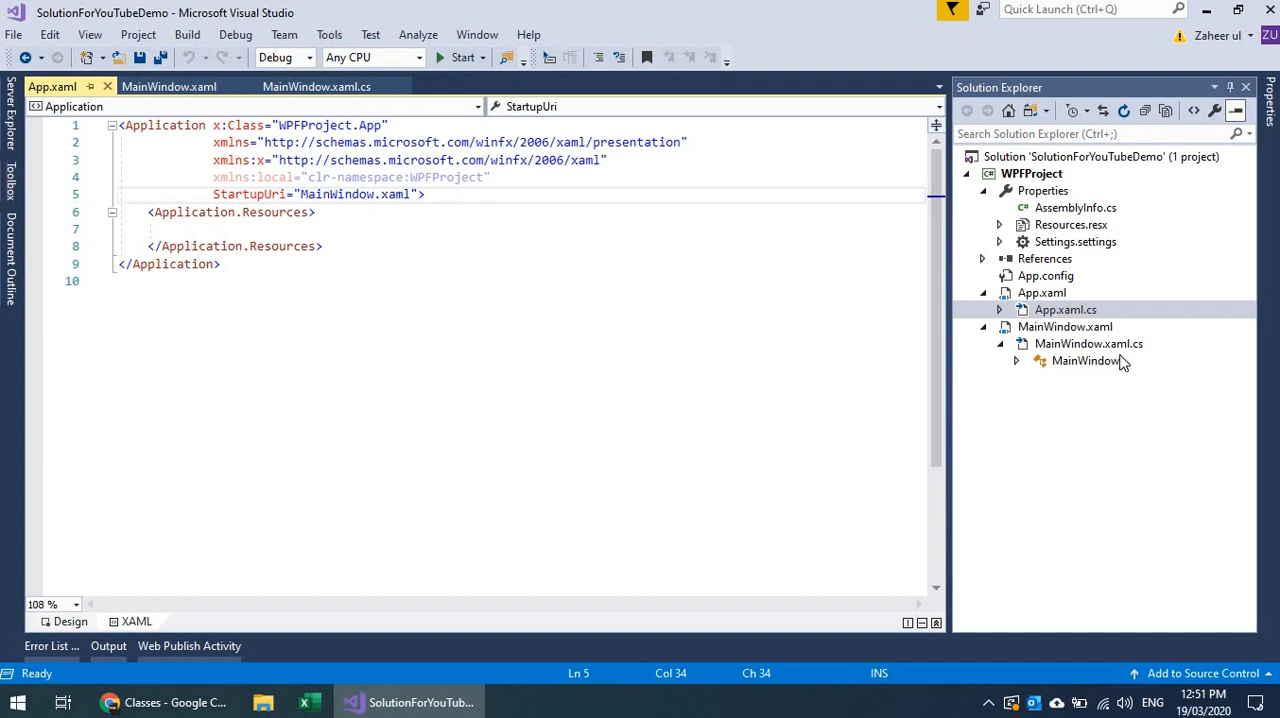 SolutionForYouTubeDemo - Microsoft Visual Studio
Quick Launch (Ctrl+Q)
File Edit View Project Build Debug Team Tools Test Analyze Window Help
Zaheer ul ZU
Debug Any CPU Start
App.xaml MainWindow.xaml MainWindow.xaml.cs
Application StartupUri
1 <Application x:Class="WPFProject.App"
2 xmlns="http://schemas.microsoft.com/winfx/2006/xaml/presentation"
3 xmlns:x="http://schemas.microsoft.com/winfx/2006/xaml"
4 xmlns:local="clr-namespace:WPFProject"
5 StartupUri="MainWindow.xaml">
6 <Application.Resources>
7
8 </Application.Resources>
9 </Application>
10
Server Explorer
Toolbox
Document Outline
108 %
Design XAML
Solution Explorer
Search Solution Explorer (Ctrl+;)
Solution 'SolutionForYouTubeDemo' (1 project)
WPFProject
Properties
AssemblyInfo.cs
Resources.resx
Settings.settings
References
App.config
App.xaml
App.xaml.cs
MainWindow.xaml
MainWindow.xaml.cs
MainWindow
Properties
Error List ... Output Web Publish Activity
Ready Ln 5 Col 34 Ch 34 INS Add to Source Control
Classes - Google C... SolutionForYouTub... ENG 12:51 PM
19/03/2020